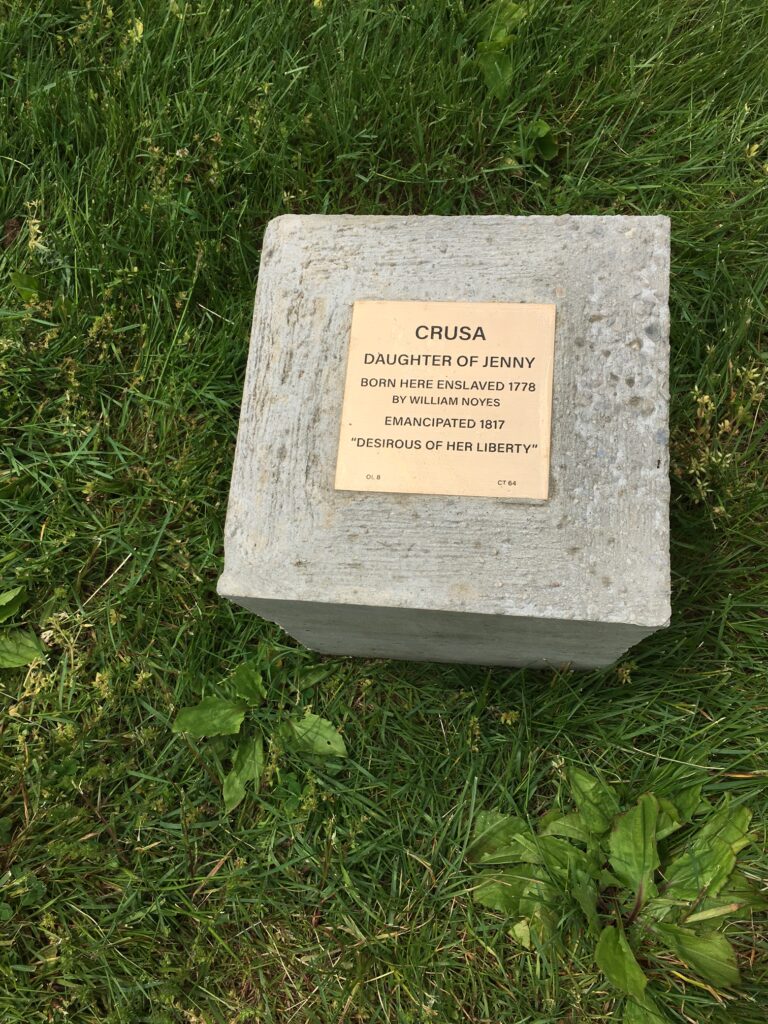 CRUSA
DAUGHTER OF JENNY
BORN HERE ENSLAVED 1778
BY WILLIAM NOYES
EMANCIPATED 1817
"DESIROUS OF HER LIBERTY"
OL 8 CT 64